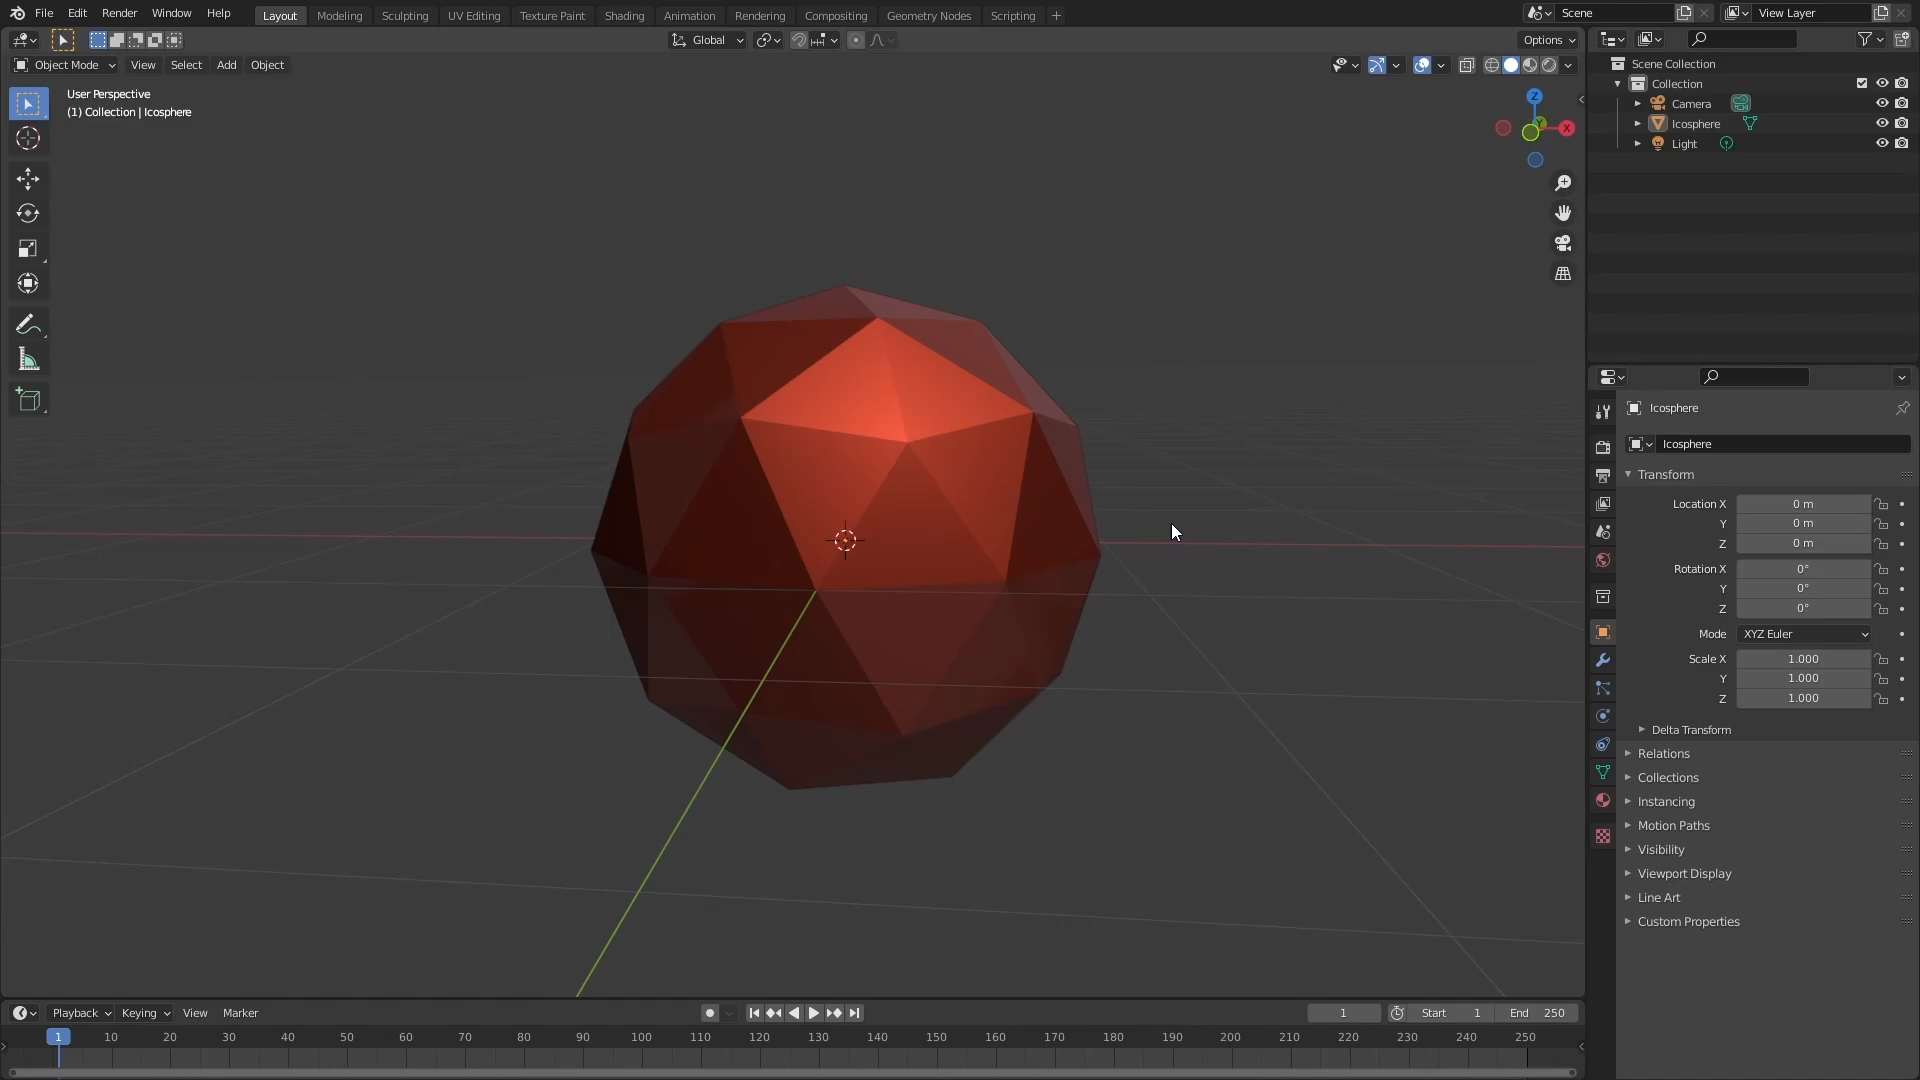 File Edit Render Window Help Layout Modeling Sculpting UV Editing Texture Paint Shading Animation Rendering Compositing Geometry Nodes Scripting + Scene View Layer
Global Options
Object Mode View Select Add Object
User Perspective
(1) Collection | Icosphere
Z
Y
X
Scene Collection
Collection
Camera
Icosphere
Light
Icosphere
Icosphere
Transform
Location X 0 m
Y 0 m
Z 0 m
Rotation X 0°
Y 0°
Z 0°
Mode XYZ Euler
Scale X 1.000
Y 1.000
Z 1.000
Delta Transform
Relations
Collections
Instancing
Motion Paths
Visibility
Viewport Display
Line Art
Custom Properties
Playback Keying View Marker 1 Start 1 End 250
1 10 20 30 40 50 60 70 80 90 100 110 120 130 140 150 160 170 180 190 200 210 220 230 240 250